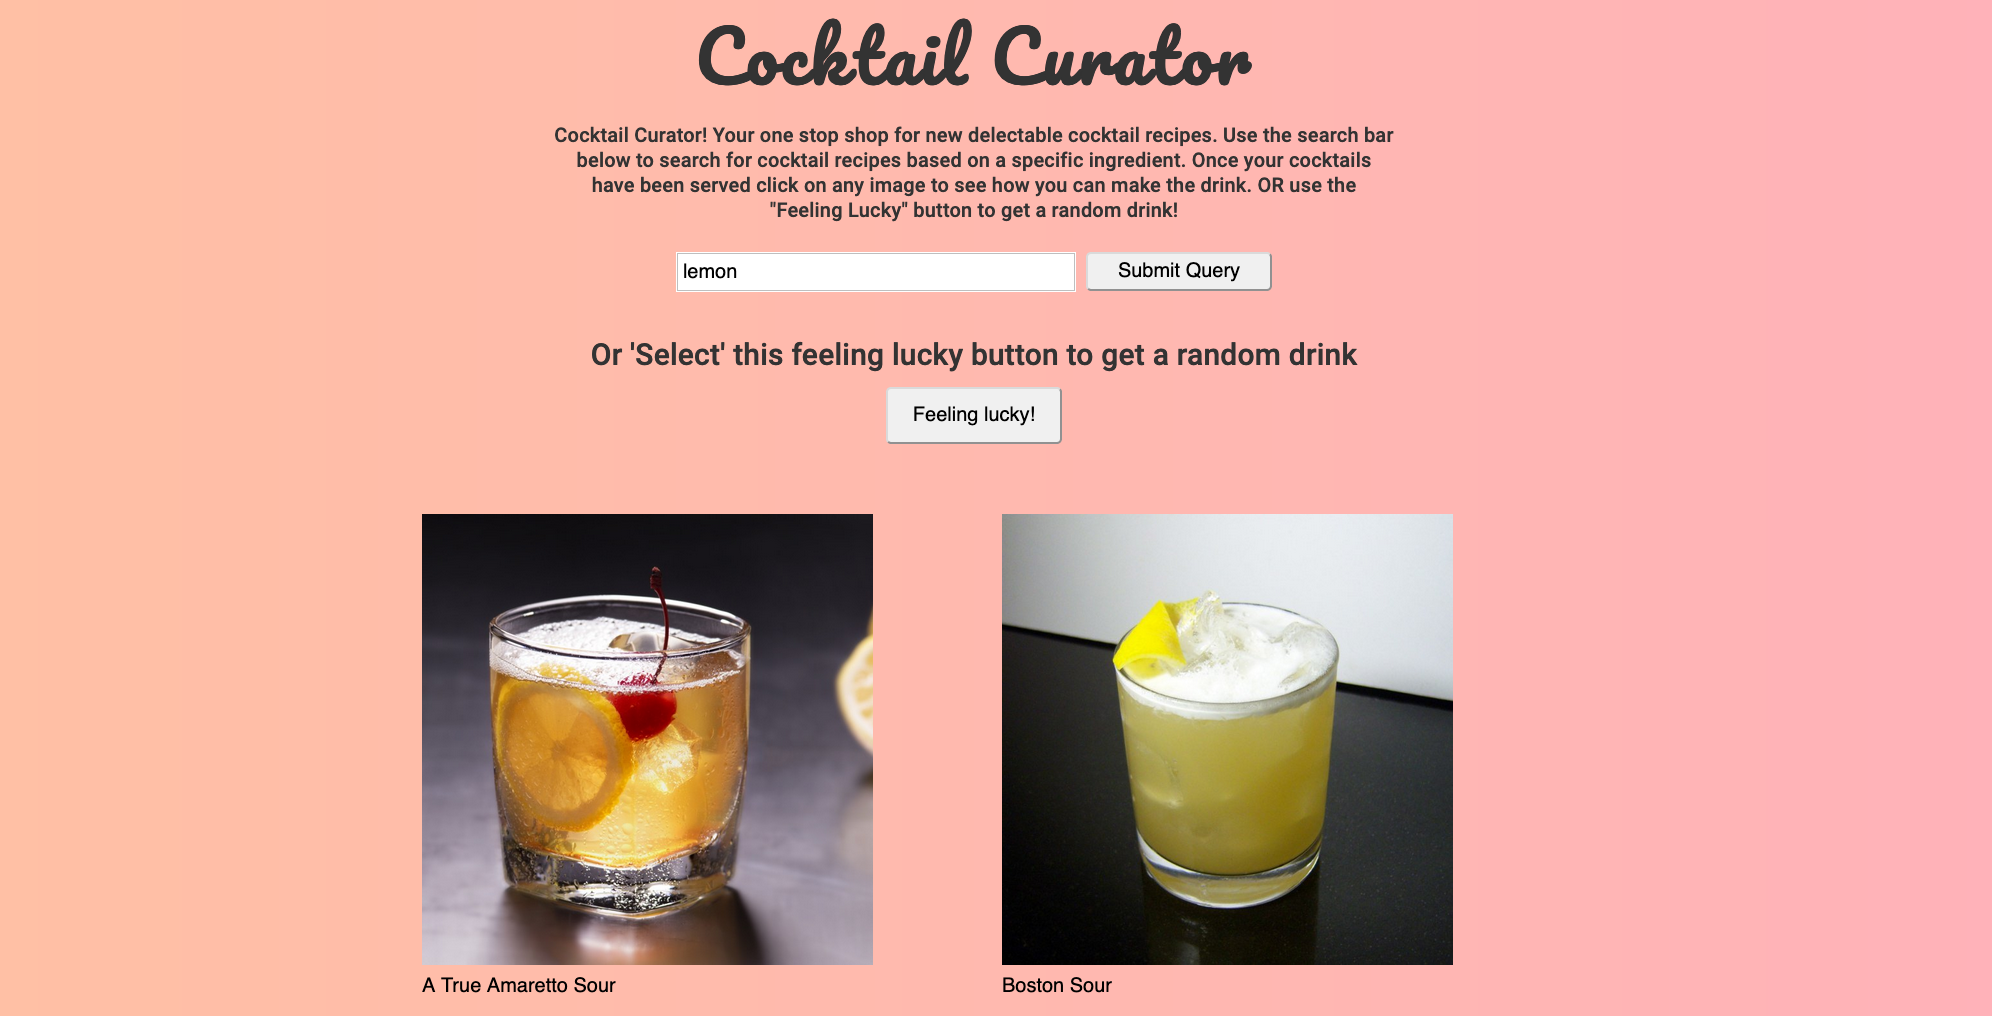 Cocktail Curator
Cocktail Curator! Your one stop shop for new delectable cocktail recipes. Use the search bar
below to search for cocktail recipes based on a specific ingredient. Once your cocktails
have been served click on any image to see how you can make the drink. OR use the
"Feeling Lucky" button to get a random drink!
lemon
Submit Query
Or 'Select' this feeling lucky button to get a random drink
Feeling lucky!
A True Amaretto Sour
Boston Sour